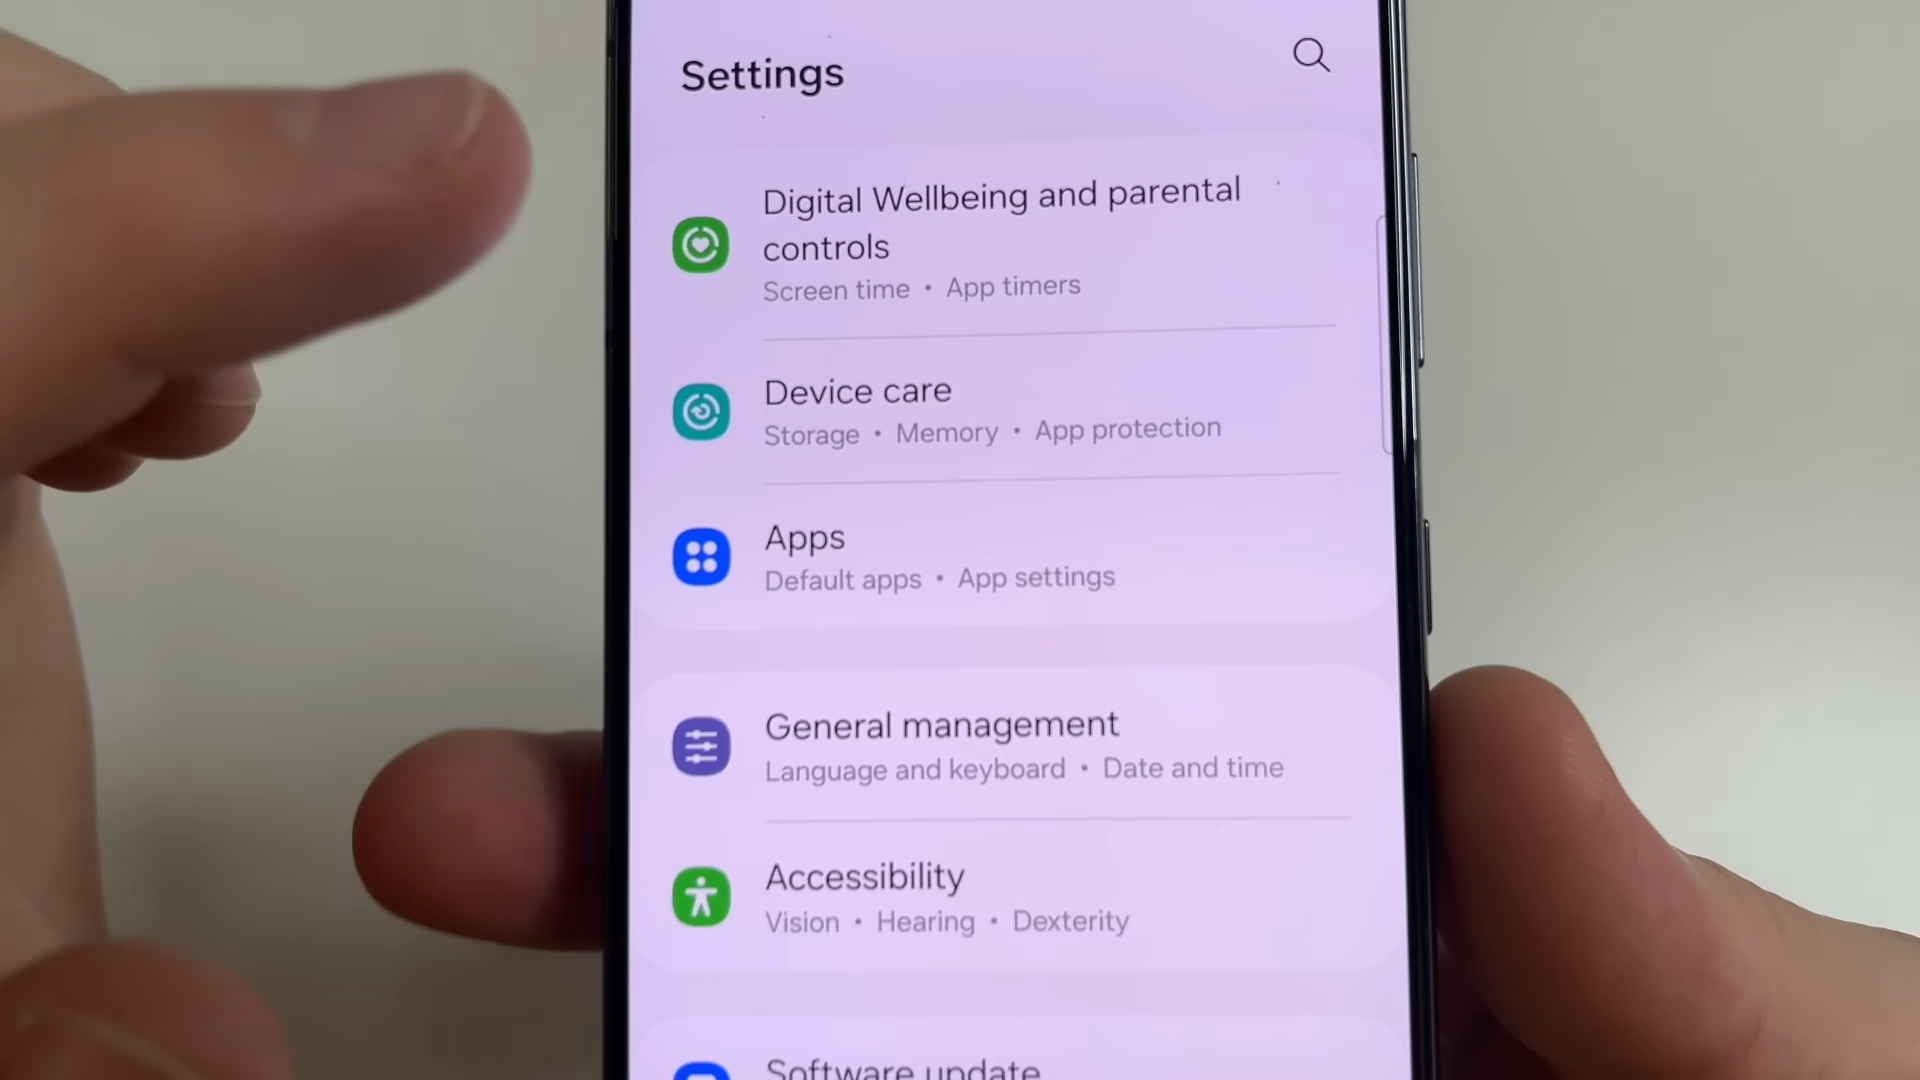 Settings
Digital Wellbeing and parental
controls
Screen time • App timers
Device care
Storage • Memory • App protection
Apps
Default apps • App settings
General management
Language and keyboard • Date and time
Accessibility
Vision • Hearing • Dexterity
Software update